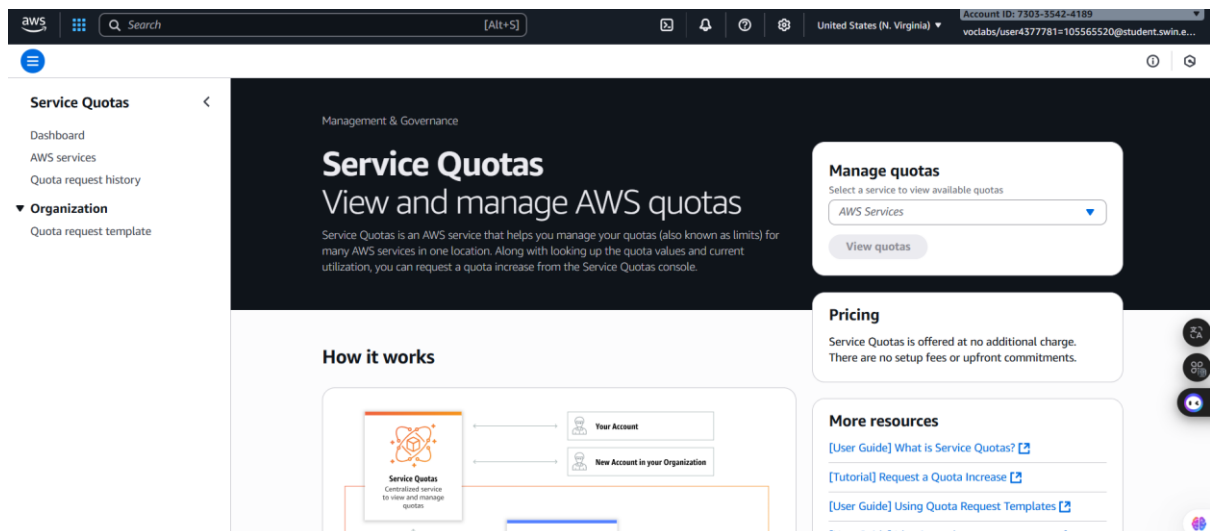 aws
Search
[Alt+S]
United States (N. Virginia) ▼
Account ID: 7303-3542-4189
voclabs/user4377781=105565520@student.swin.e...
Service Quotas
Dashboard
AWS services
Quota request history
▼ Organization
Quota request template
Management & Governance
Service Quotas
View and manage AWS quotas
Service Quotas is an AWS service that helps you manage your quotas (also known as limits) for
many AWS services in one location. Along with looking up the quota values and current
utilization, you can request a quota increase from the Service Quotas console.
Manage quotas
Select a service to view available quotas
AWS Services
View quotas
Pricing
Service Quotas is offered at no additional charge.
There are no setup fees or upfront commitments.
How it works
Service Quotas
Centralized service
to view and manage
quotas
Your Account
New Account in your Organization
More resources
[User Guide] What is Service Quotas?
[Tutorial] Request a Quota Increase
[User Guide] Using Quota Request Templates